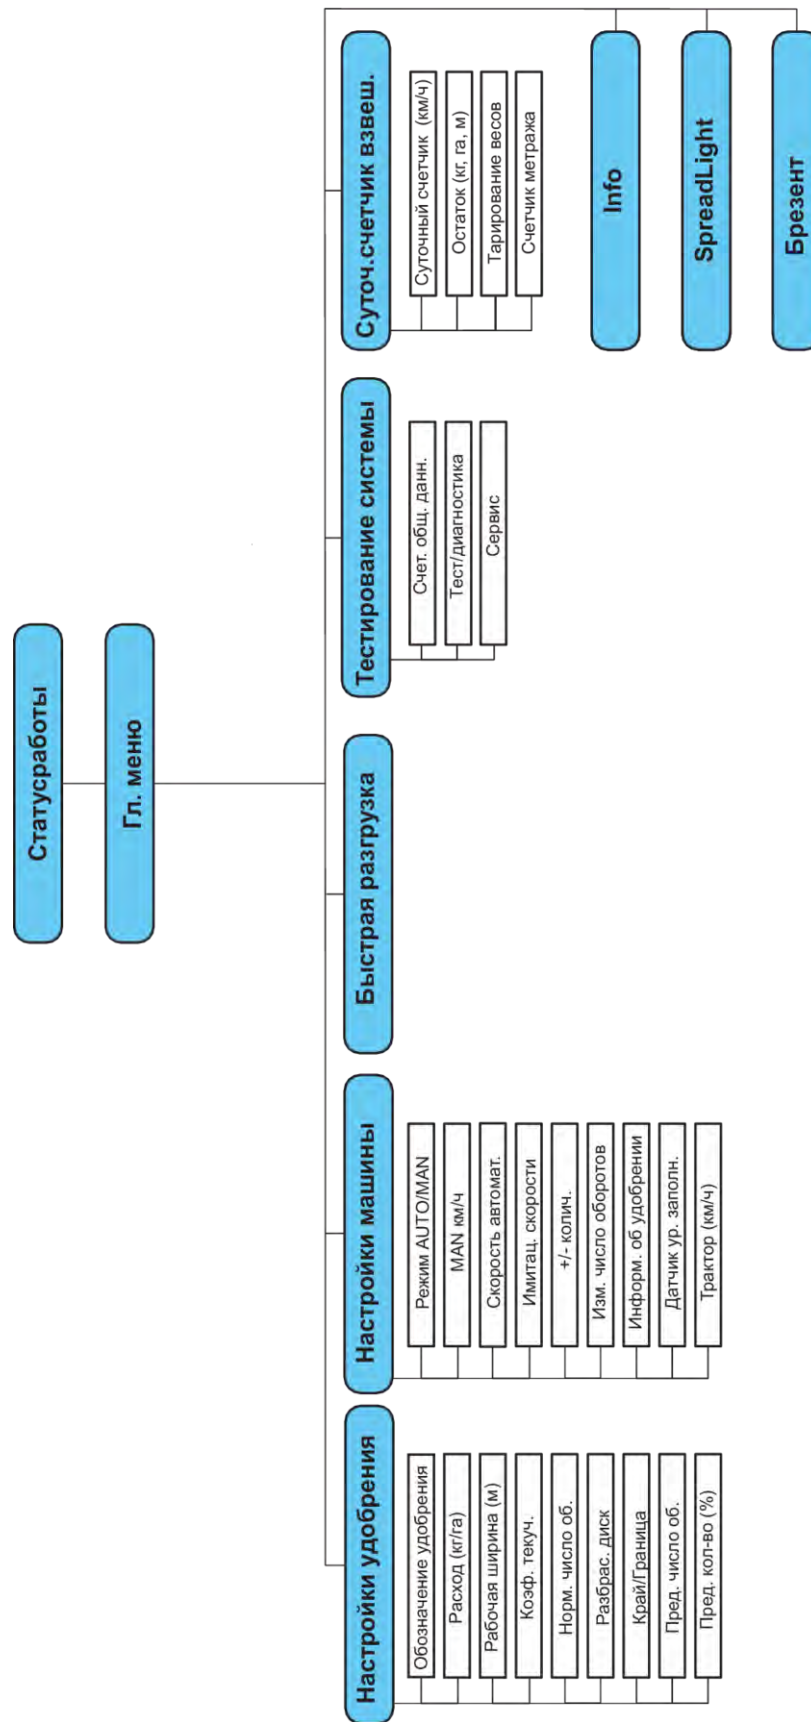 Статусработы
Гл. меню
Настройки удобрения
Обозначение удобрения
Расход (кг/га)
Рабочая ширина (м)
Коэф. текуч.
Норм. число об.
Разбрас. диск
Край/Граница
Пред. число об.
Пред. кол-во (%)
Настройки машины
Режим AUTO/MAN
MAN км/ч
Скорость автомат.
Имитац. скорости
+/- колич.
Изм. число оборотов
Информ. об удобрении
Датчик ур. заполн.
Трактор (км/ч)
Быстрая разгрузка
Тестирование системы
Счет. общ. данн.
Тест/диагностика
Сервис
Суточ.счетчик взвеш.
Суточный счетчик (км/ч)
Остаток (кг, га, м)
Тарирование весов
Счетчик метража
Info
SpreadLight
Брезент